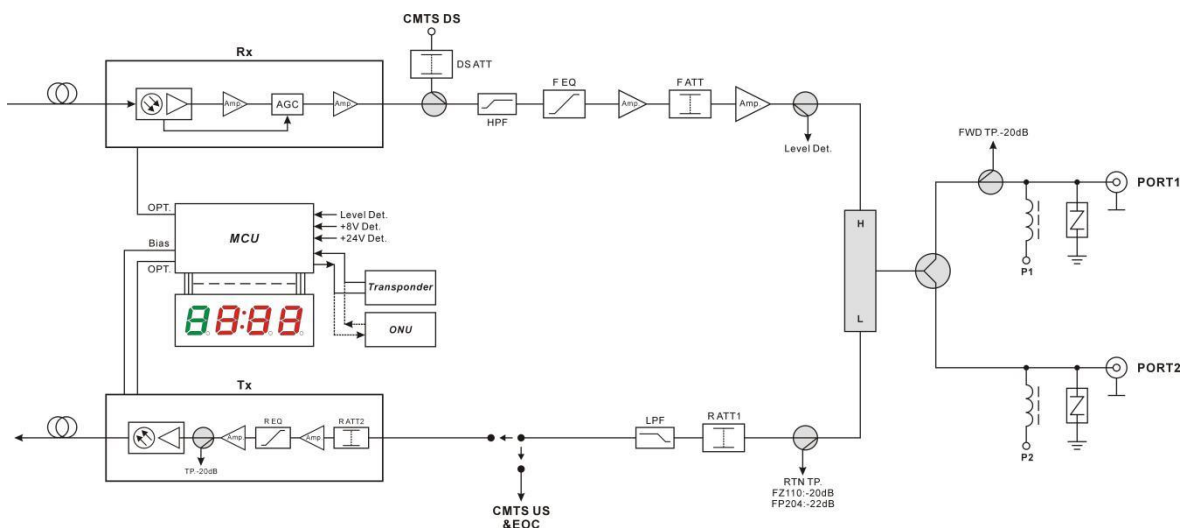 CMTS DS
Rx
DS ATT
F EQ
F ATT
Amp.
AGC
Amp.
Amp.
Amp.
HPF
Level Det.
FWD TP.-20dB
PORT1
OPT.
MCU
Level Det.
+8V Det.
+24V Det.
Bias
OPT.
H
P1
Transponder
8 88:88
ONU
L
PORT2
Tx
R EQ
R ATT2
LPF
R ATT1
Amp.
Amp.
TP.-20dB
P2
RTN TP.
FZ110:-20dB
FP204:-22dB
CMTS US
&EOC